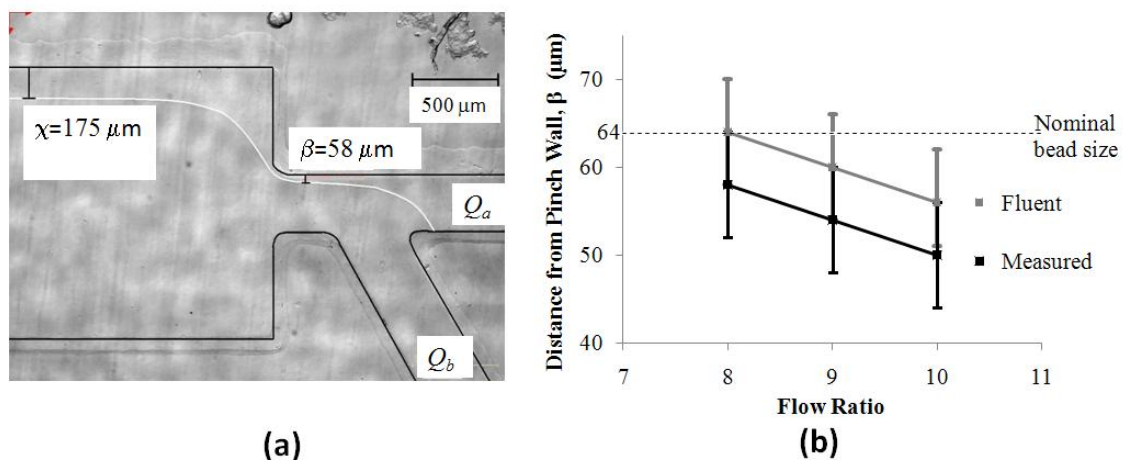 500 μm
χ=175 μm
β=58 μm
Qa
Qb
(a)
Distance from Pinch Wall, β (μm)
70
64
60
50
40
7
8
9
10
11
Flow Ratio
Nominal
bead size
Fluent
Measured
(b)